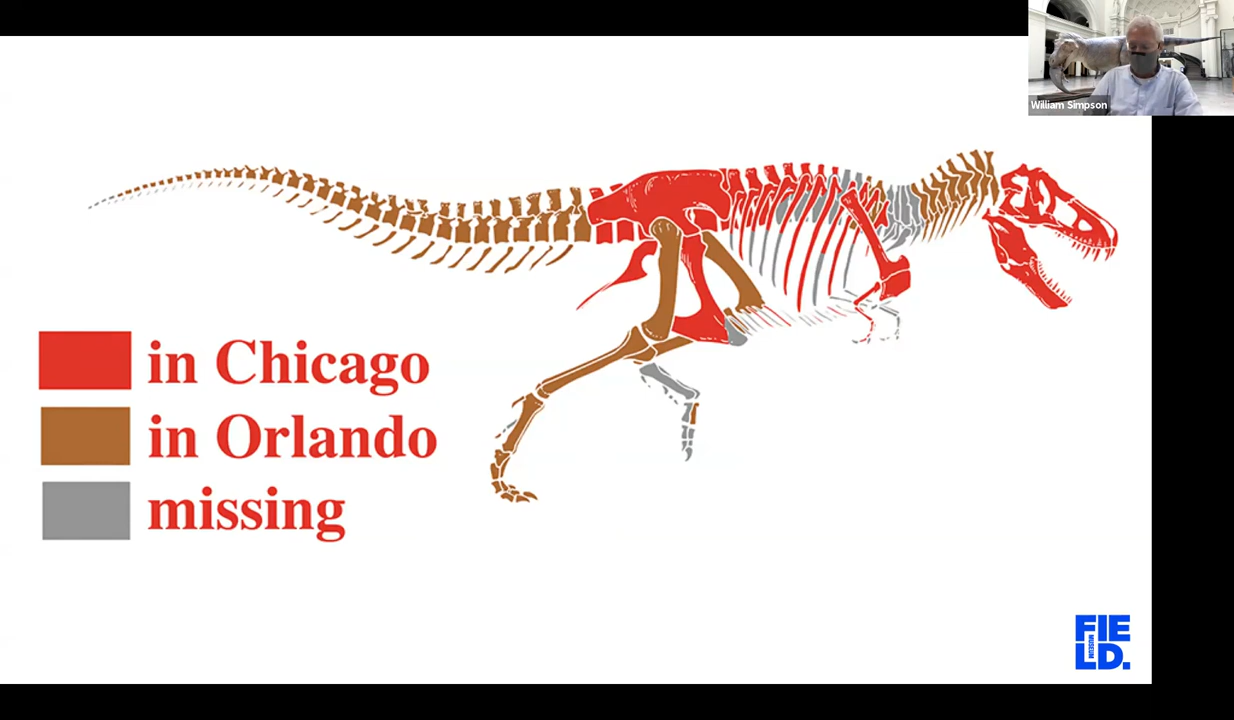 William Simpson
in Chicago
in Orlando
missing
FIE
MUSEUM
LD.